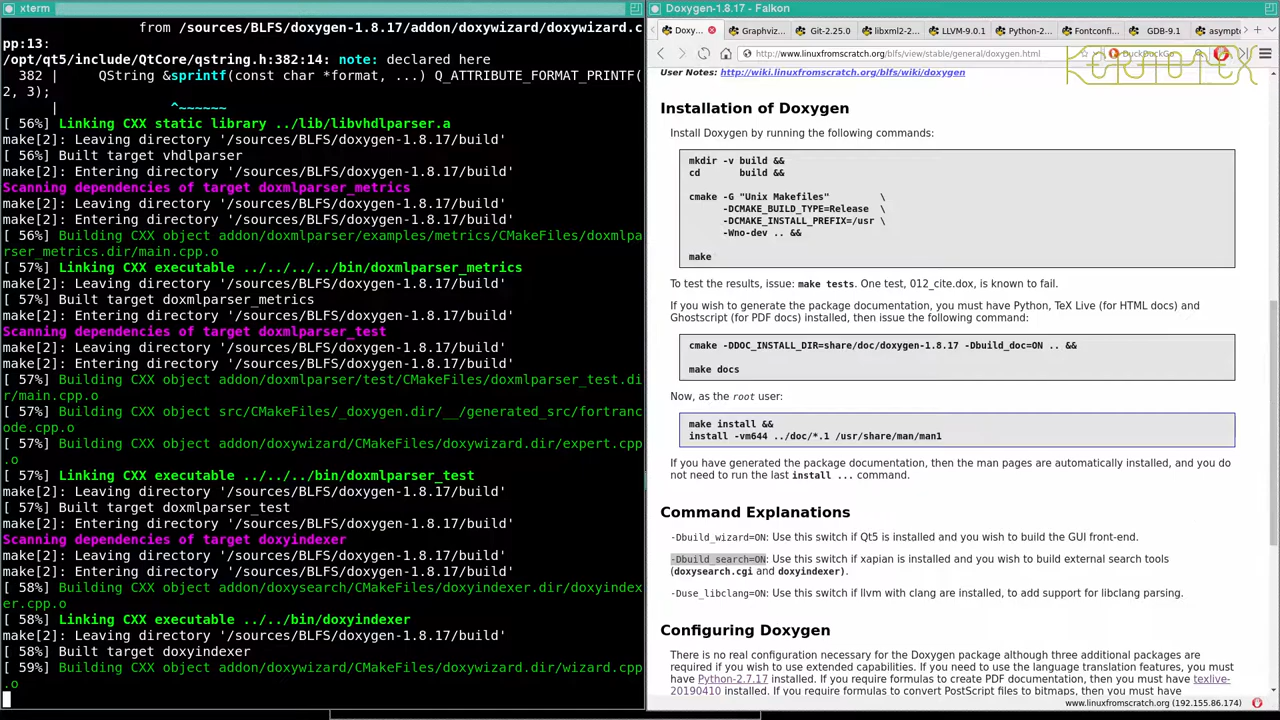 xterm
from /sources/BLFS/doxygen-1.8.17/addon/doxywizard/doxywizard.c
pp:13:
/opt/qt5/include/QtCore/qstring.h:382:14: note: declared here
382 | QString &sprintf(const char *format, ...) Q_ATTRIBUTE_FORMAT_PRINTF(
2, 3);
| ^~~~~~~
[ 56%] Linking CXX static library ../lib/libvhdlparser.a
make[2]: Leaving directory '/sources/BLFS/doxygen-1.8.17/build'
[ 56%] Built target vhdlparser
make[2]: Entering directory '/sources/BLFS/doxygen-1.8.17/build'
Scanning dependencies of target doxmlparser_metrics
make[2]: Leaving directory '/sources/BLFS/doxygen-1.8.17/build'
make[2]: Entering directory '/sources/BLFS/doxygen-1.8.17/build'
[ 56%] Building CXX object addon/doxmlparser/examples/metrics/CMakeFiles/doxmlpa
rser_metrics.dir/main.cpp.o
[ 57%] Linking CXX executable ../../../../bin/doxmlparser_metrics
make[2]: Leaving directory '/sources/BLFS/doxygen-1.8.17/build'
[ 57%] Built target doxmlparser_metrics
make[2]: Entering directory '/sources/BLFS/doxygen-1.8.17/build'
Scanning dependencies of target doxmlparser_test
make[2]: Leaving directory '/sources/BLFS/doxygen-1.8.17/build'
make[2]: Entering directory '/sources/BLFS/doxygen-1.8.17/build'
[ 57%] Building CXX object addon/doxmlparser/test/CMakeFiles/doxmlparser_test.di
r/main.cpp.o
[ 57%] Building CXX object src/CMakeFiles/_doxygen.dir/__/generated_src/fortranc
ode.cpp.o
[ 57%] Building CXX object addon/doxywizard/CMakeFiles/doxywizard.dir/expert.cpp
.o
[ 57%] Linking CXX executable ../../../bin/doxmlparser_test
make[2]: Leaving directory '/sources/BLFS/doxygen-1.8.17/build'
[ 57%] Built target doxmlparser_test
make[2]: Entering directory '/sources/BLFS/doxygen-1.8.17/build'
Scanning dependencies of target doxyindexer
make[2]: Leaving directory '/sources/BLFS/doxygen-1.8.17/build'
make[2]: Entering directory '/sources/BLFS/doxygen-1.8.17/build'
[ 58%] Building CXX object addon/doxysearch/CMakeFiles/doxyindexer.dir/doxyindex
er.cpp.o
[ 58%] Linking CXX executable ../../bin/doxyindexer
make[2]: Leaving directory '/sources/BLFS/doxygen-1.8.17/build'
[ 58%] Built target doxyindexer
[ 59%] Building CXX object addon/doxywizard/CMakeFiles/doxywizard.dir/wizard.cpp
.o
Doxygen-1.8.17 - Falkon
Doxy... Graphviz... Git-2.25.0 libxml2-... LLVM-9.0.1 Python-2... Fontconfi... GDB-9.1 asympt
http://www.linuxfromscratch.org/blfs/view/stable/general/doxygen.html
DuckDuckGo
User Notes: http://wiki.linuxfromscratch.org/blfs/wiki/doxygen
Installation of Doxygen
Install Doxygen by running the following commands:
mkdir -v build &&
cd build &&
cmake -G "Unix Makefiles" \
-DCMAKE_BUILD_TYPE=Release \
-DCMAKE_INSTALL_PREFIX=/usr \
-Wno-dev .. &&
make
To test the results, issue: make tests. One test, 012_cite.dox, is known to fail.
If you wish to generate the package documentation, you must have Python, TeX Live (for HTML docs) and
Ghostscript (for PDF docs) installed, then issue the following command:
cmake -DDOC_INSTALL_DIR=share/doc/doxygen-1.8.17 -Dbuild_doc=ON .. &&
make docs
Now, as the root user:
make install &&
install -vm644 ../doc/*.1 /usr/share/man/man1
If you have generated the package documentation, then the man pages are automatically installed, and you do
not need to run the last install ... command.
Command Explanations
-Dbuild_wizard=ON: Use this switch if Qt5 is installed and you wish to build the GUI front-end.
-Dbuild_search=ON: Use this switch if xapian is installed and you wish to build external search tools
(doxysearch.cgi and doxyindexer).
-Duse_libclang=ON: Use this switch if llvm with clang are installed, to add support for libclang parsing.
Configuring Doxygen
There is no real configuration necessary for the Doxygen package although three additional packages are
required if you wish to use extended capabilities. If you need to use the language translation features, you must
have Python-2.7.17 installed. If you require formulas to create PDF documentation, then you must have texlive-
20190410 installed. If you require formulas to convert PostScript files to bitmaps, then you must have
www.linuxfromscratch.org (192.155.86.174)